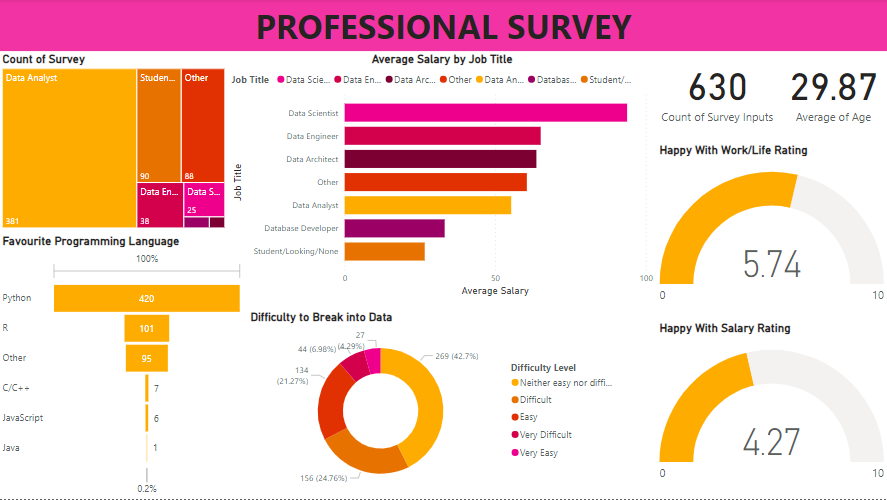 PROFESSIONAL SURVEY
Count of Survey
Data Analyst
381
Studen...
90
Other
88
Data En...
38
Data S...
25
Average Salary by Job Title
Job Title
Data Scie...
Data En...
Data Arc...
Other
Data An...
Databas...
Student/...
Job Title
Data Scientist
Data Engineer
Data Architect
Other
Data Analyst
Database Developer
Student/Looking/None
0
50
100
Average Salary
630
Count of Survey Inputs
29.87
Average of Age
Happy With Work/Life Rating
5.74
0
10
Favourite Programming Language
100%
Python
420
R
101
Other
95
C/C++
7
JavaScript
6
Java
1
0.2%
Difficulty to Break into Data
27
(4.29%)
44 (6.98%)
134
(21.27%)
269 (42.7%)
156 (24.76%)
Difficulty Level
Neither easy nor diffi...
Difficult
Easy
Very Difficult
Very Easy
Happy With Salary Rating
4.27
0
10